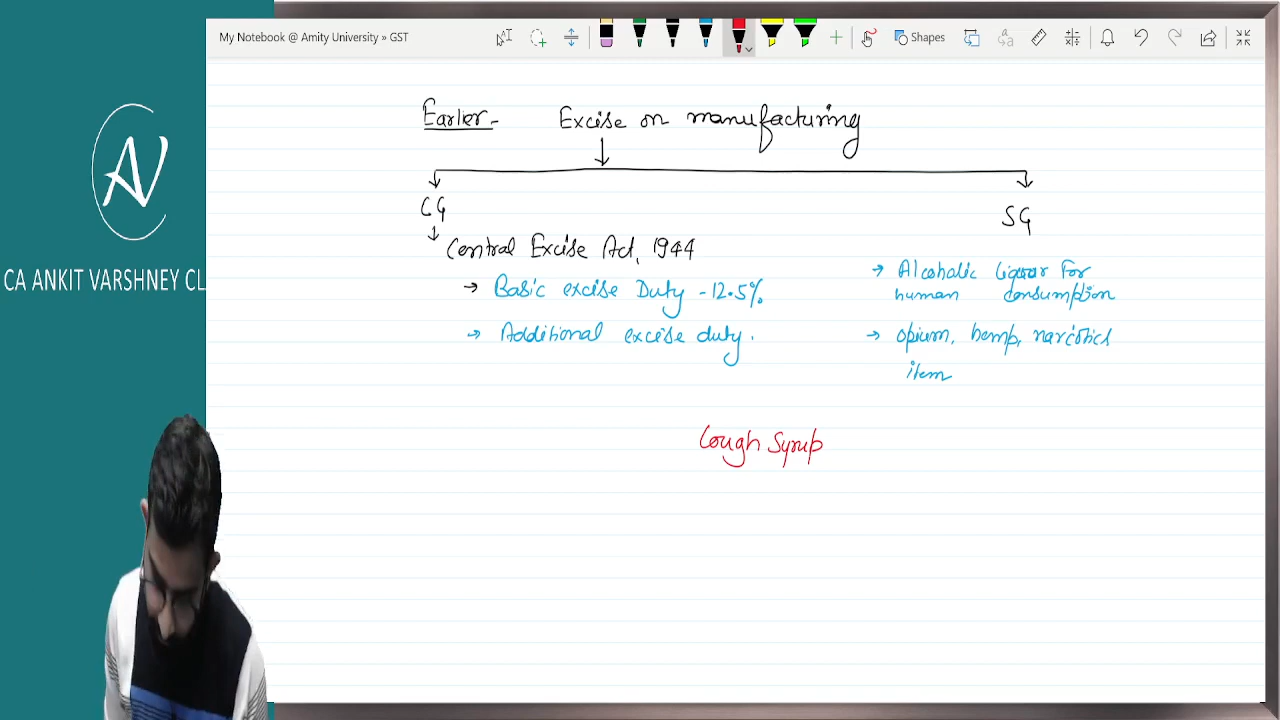 My Notebook @ Amity University » GST
Shapes
Earlier- Excise on manufacturing
CG
SG
Central Excise Act, 1944
→ Basic excise Duty - 12.5%
→ Additional excise duty.
→ Alcoholic liquor For
human consumption
→ opium, hemp, narcotics
item
Cough Syrup
AV
CA ANKIT VARSHNEY CL